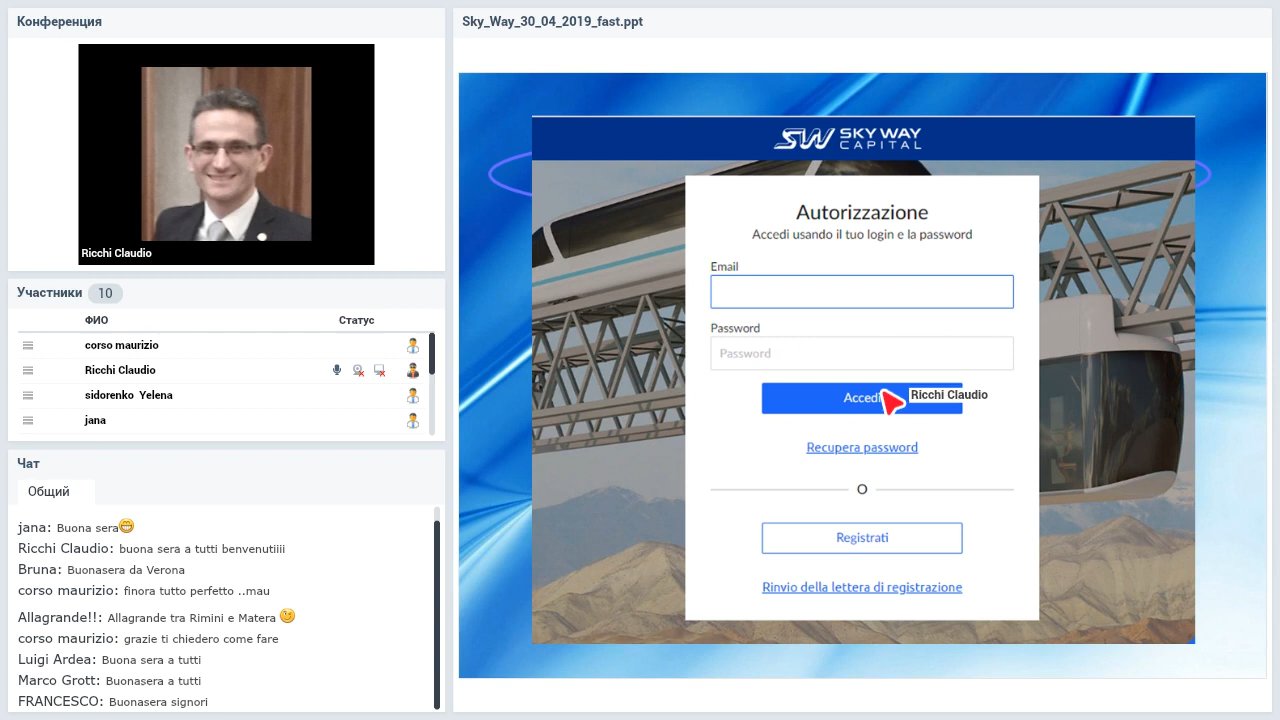 Конференция
Ricchi Claudio
Участники 10
ФИО Статус
corso maurizio
Ricchi Claudio
sidorenko Yelena
jana
Чат
Общий
jana: Buona sera
Ricchi Claudio: buona sera a tutti benvenutiiii
Bruna: Buonasera da Verona
corso maurizio: finora tutto perfetto ..mau
Allagrande!!: Allagrande tra Rimini e Matera
corso maurizio: grazie ti chiedero come fare
Luigi Ardea: Buona sera a tutti
Marco Grott: Buonasera a tutti
FRANCESCO: Buonasera signori
Sky_Way_30_04_2019_fast.ppt
SW SKY WAY
CAPITAL
Autorizzazione
Accedi usando il tuo login e la password
Email
Password
Password
Accedi
Ricchi Claudio
Recupera password
O
Registrati
Rinvio della lettera di registrazione